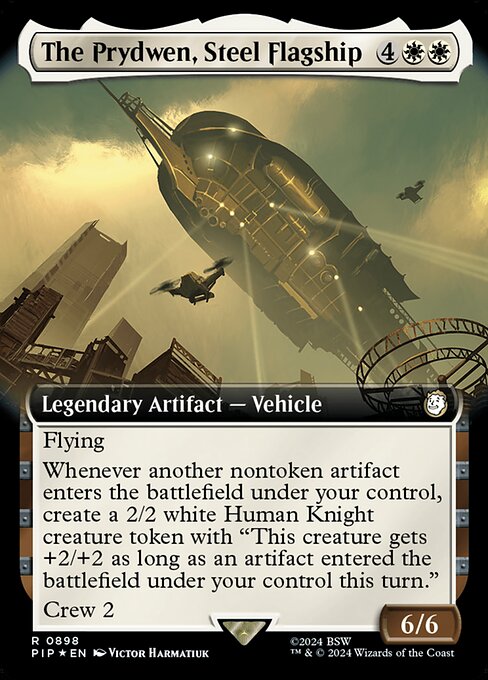 The Prydwen, Steel Flagship 4
Legendary Artifact — Vehicle
Flying
Whenever another nontoken artifact
enters the battlefield under your control,
create a 2/2 white Human Knight
creature token with “This creature gets
+2/+2 as long as an artifact entered the
battlefield under your control this turn.”
Crew 2
6/6
R 0898
PIP ★ EN Victor Harmatiuk
©2024 BSW
™ & © 2024 Wizards of the Coast